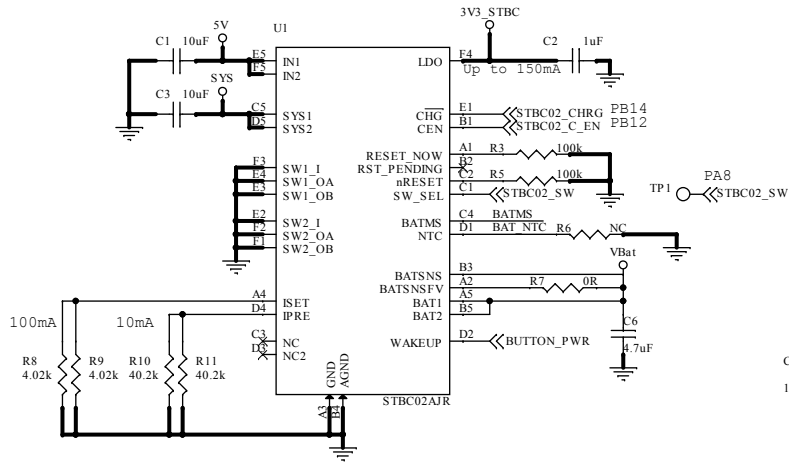 3V3_STBC
U1
5V
C1 10uF
E5 IN1
F5 IN2
LDO F4
C2 1uF
Up to 150mA
SYS
C3 10uF
C5 SYS1
D5 SYS2
CHG E1 STBC02_CHRG PB14
CEN B1 STBC02_C_EN PB12
RESET_NOW A1 R3 100k
RST_PENDING B2
nRESET C2 R5 100k
SW_SEL C1 STBC02_SW
PA8
TP1 STBC02_SW
F3 SW1_I
E4 SW1_OA
E3 SW1_OB
E2 SW2_I
F2 SW2_OA
F1 SW2_OB
BATMS C4 BATMS
NTC D1 BAT_NTC R6 NC
VBat
BATSNS B3
BATSNSFV A2 R7 0R
BAT1 A5
BAT2 B5
A4 ISET
D4 IPRE
100mA 10mA
C3 NC
D3 NC2
WAKEUP D2 BUTTON_PWR
C6
4.7uF
R8
4.02k
R9
4.02k
R10
40.2k
R11
40.2k
GND
AGND
A3
B4
STBC02AJR
C
1